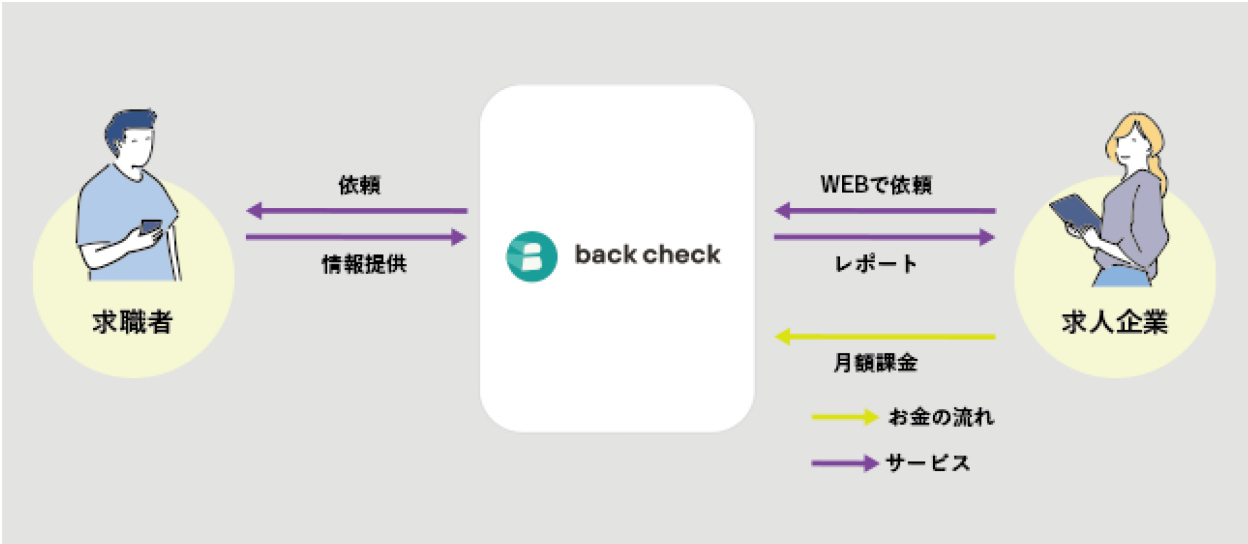 依頼
情報提供
求職者
back check
WEBで依頼
レポート
求人企業
月額課金
お金の流れ
サービス